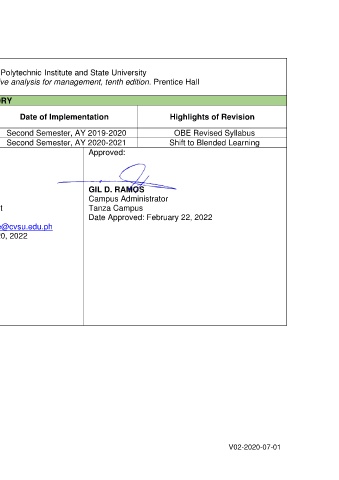 Polytechnic Institute and State University
ve analysis for management, tenth edition. Prentice Hall
ORY
Date of Implementation Highlights of Revision
Second Semester, AY 2019-2020 OBE Revised Syllabus
Second Semester, AY 2020-2021 Shift to Blended Learning
Approved:
GIL D. RAMOS
Campus Administrator
t Tanza Campus
Date Approved: February 22, 2022
@cvsu.edu.ph
0, 2022
V02-2020-07-01